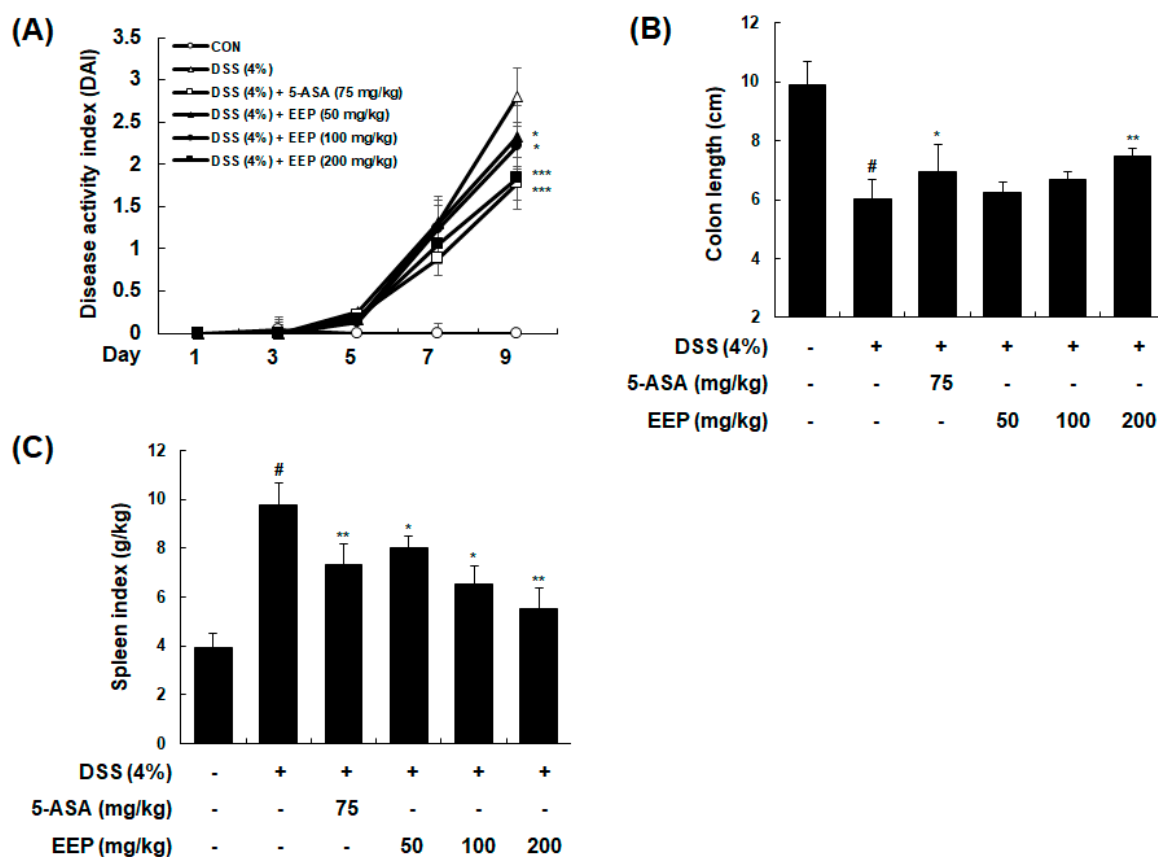 (A)
Disease activity index (DAI)
3.5
3
2.5
2
1.5
1
0.5
0
CON
DSS (4%)
DSS (4%) + 5-ASA (75 mg/kg)
DSS (4%) + EEP (50 mg/kg)
DSS (4%) + EEP (100 mg/kg)
DSS (4%) + EEP (200 mg/kg)
*
*
***
***
Day 1 3 5 7 9
(B)
Colon length (cm)
12
10
8
6
4
2
# * **
DSS (4%) - + + + + +
5-ASA (mg/kg) - - 75 - - -
EEP (mg/kg) - - - 50 100 200
(C)
Spleen index (g/kg)
12
10
8
6
4
2
0
# ** * * **
DSS (4%) - + + + + +
5-ASA (mg/kg) - - 75 - - -
EEP (mg/kg) - - - 50 100 200